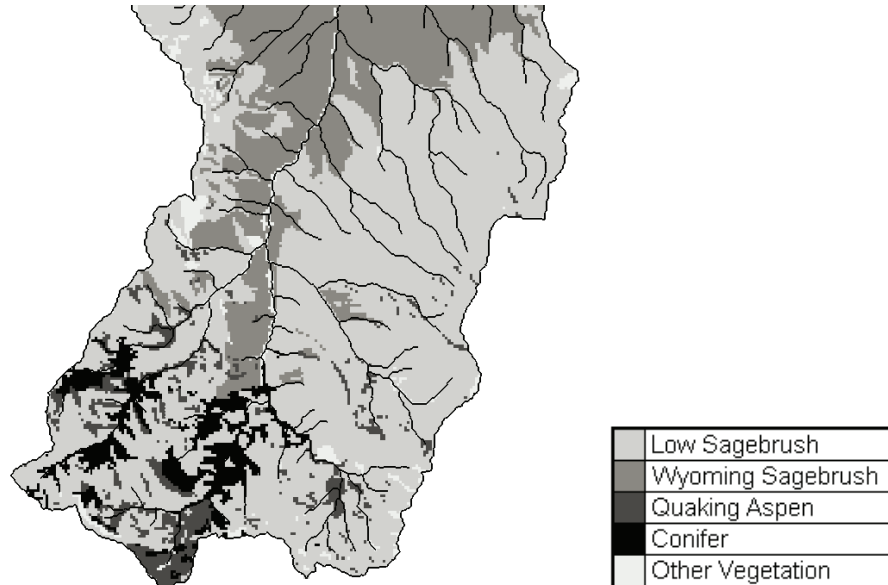 Low Sagebrush
Wyoming Sagebrush
Quaking Aspen
Conifer
Other Vegetation